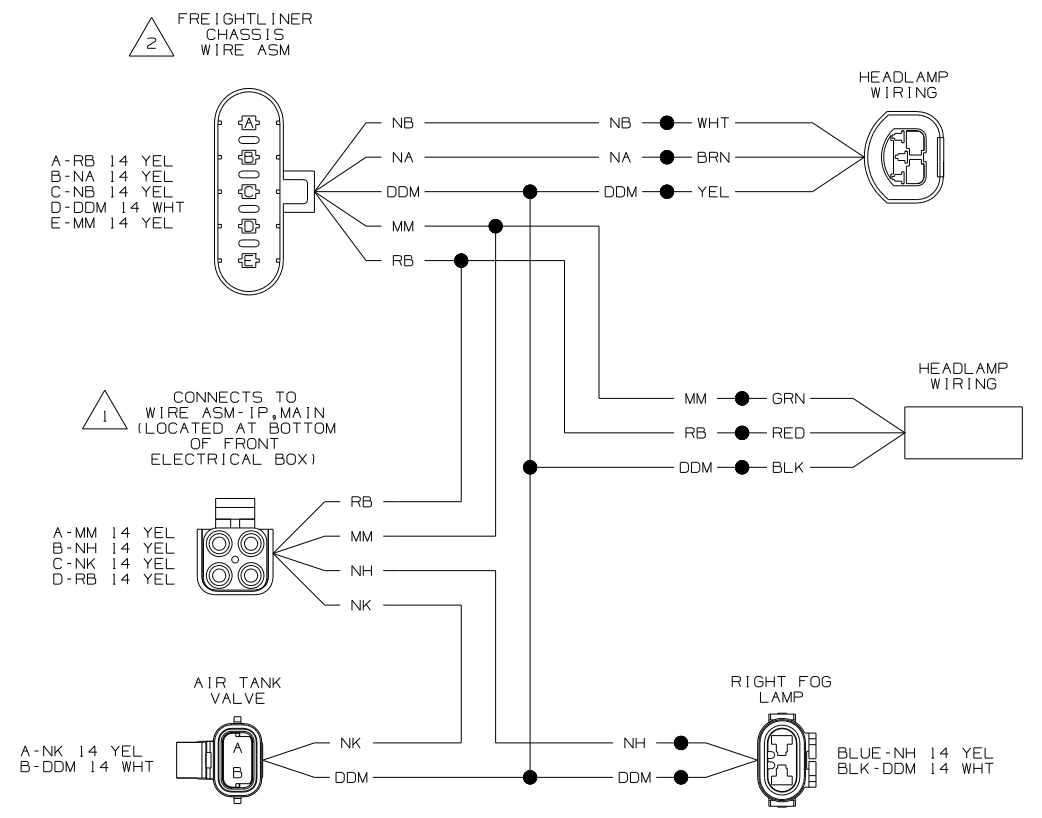 2
FREIGHTLINER
CHASSIS
WIRE ASM
A-RB 14 YEL
B-NA 14 YEL
C-NB 14 YEL
D-DDM 14 WHT
E-MM 14 YEL
A
B
C
D
E
NB
NA
DDM
MM
RB
NB
NA
DDM
WHT
BRN
YEL
HEADLAMP
WIRING
HEADLAMP
WIRING
MM
RB
DDM
GRN
RED
BLK
1
CONNECTS TO
WIRE ASM-IP,MAIN
(LOCATED AT BOTTOM
OF FRONT
ELECTRICAL BOX)
A-MM 14 YEL
B-NH 14 YEL
C-NK 14 YEL
D-RB 14 YEL
RB
MM
NH
NK
AIR TANK
VALVE
A-NK 14 YEL
B-DDM 14 WHT
A
B
NK
DDM
NH
DDM
RIGHT FOG
LAMP
BLUE-NH 14 YEL
BLK-DDM 14 WHT